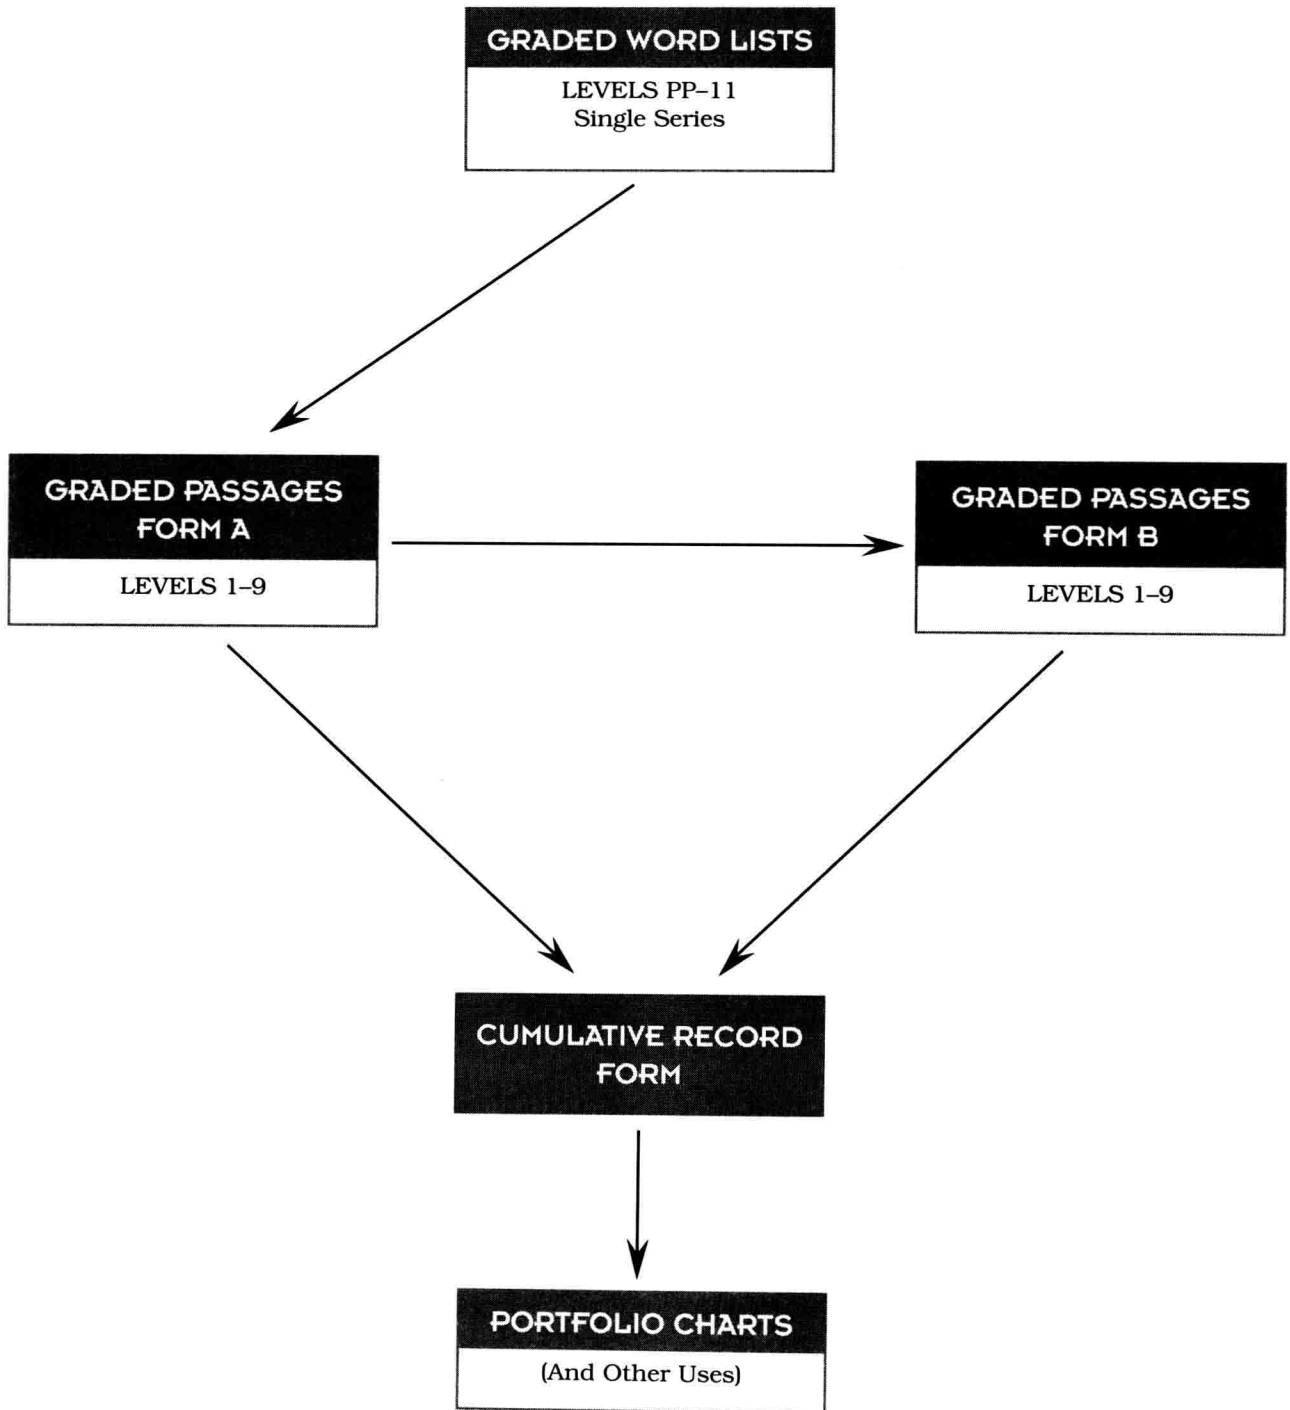 GRADED WORD LISTS
LEVELS PP–11
Single Series
GRADED PASSAGES
FORM A
LEVELS 1–9
GRADED PASSAGES
FORM B
LEVELS 1–9
CUMULATIVE RECORD
FORM
PORTFOLIO CHARTS
(And Other Uses)